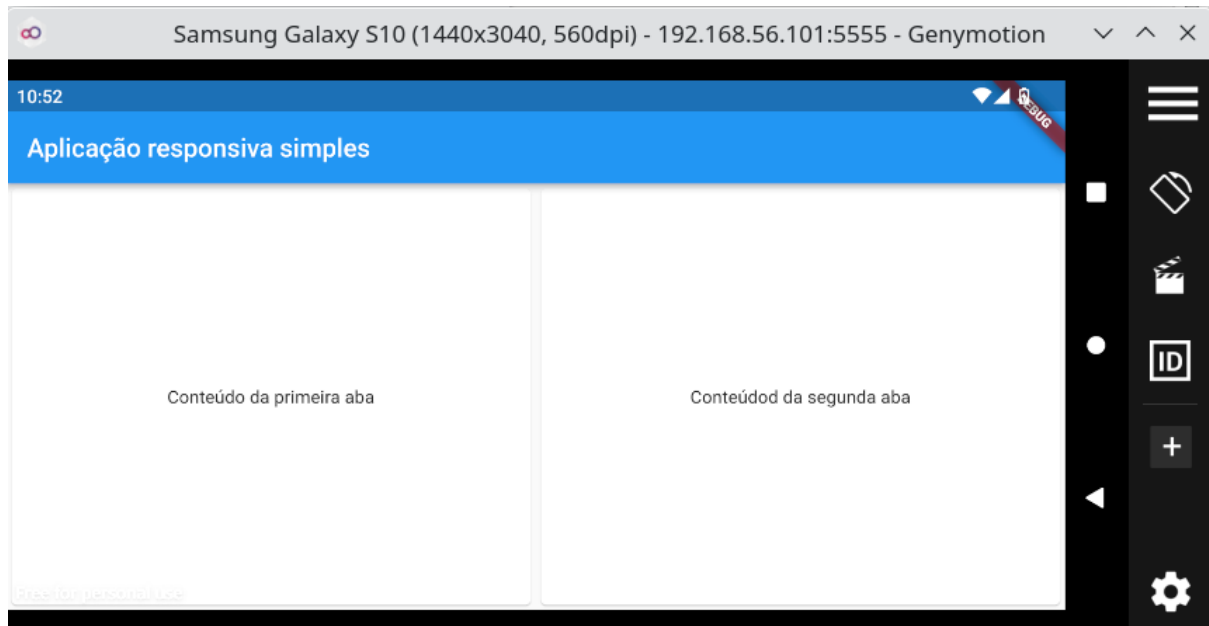 Samsung Galaxy S10 (1440x3040, 560dpi) - 192.168.56.101:5555 - Genymotion
10:52
DEBUG
Aplicação responsiva simples
ID
Conteúdo da primeira aba
Conteúdod da segunda aba
Free for personal use